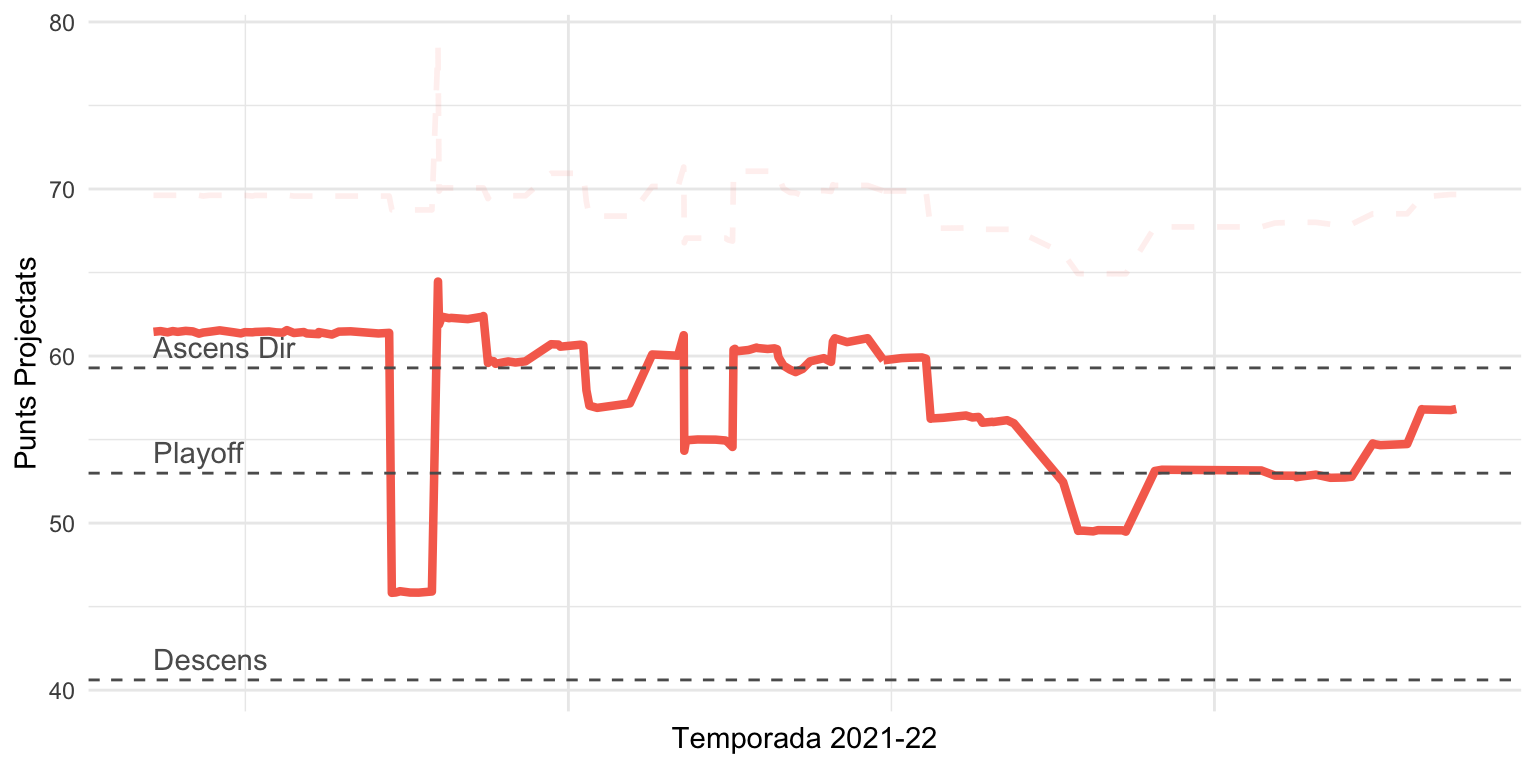 80
70
60
50
40
Punts Projectats
Ascens Dir
Playoff
Descens
Temporada 2021-22